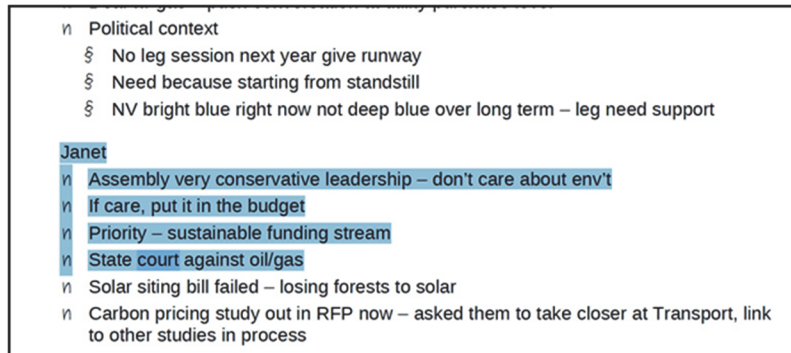 n Political context
§ No leg session next year give runway
§ Need because starting from standstill
§ NV bright blue right now not deep blue over long term – leg need support
Janet
n Assembly very conservative leadership – don't care about env't
n If care, put it in the budget
n Priority – sustainable funding stream
n State court against oil/gas
n Solar siting bill failed – losing forests to solar
n Carbon pricing study out in RFP now – asked them to take closer at Transport, link
to other studies in process